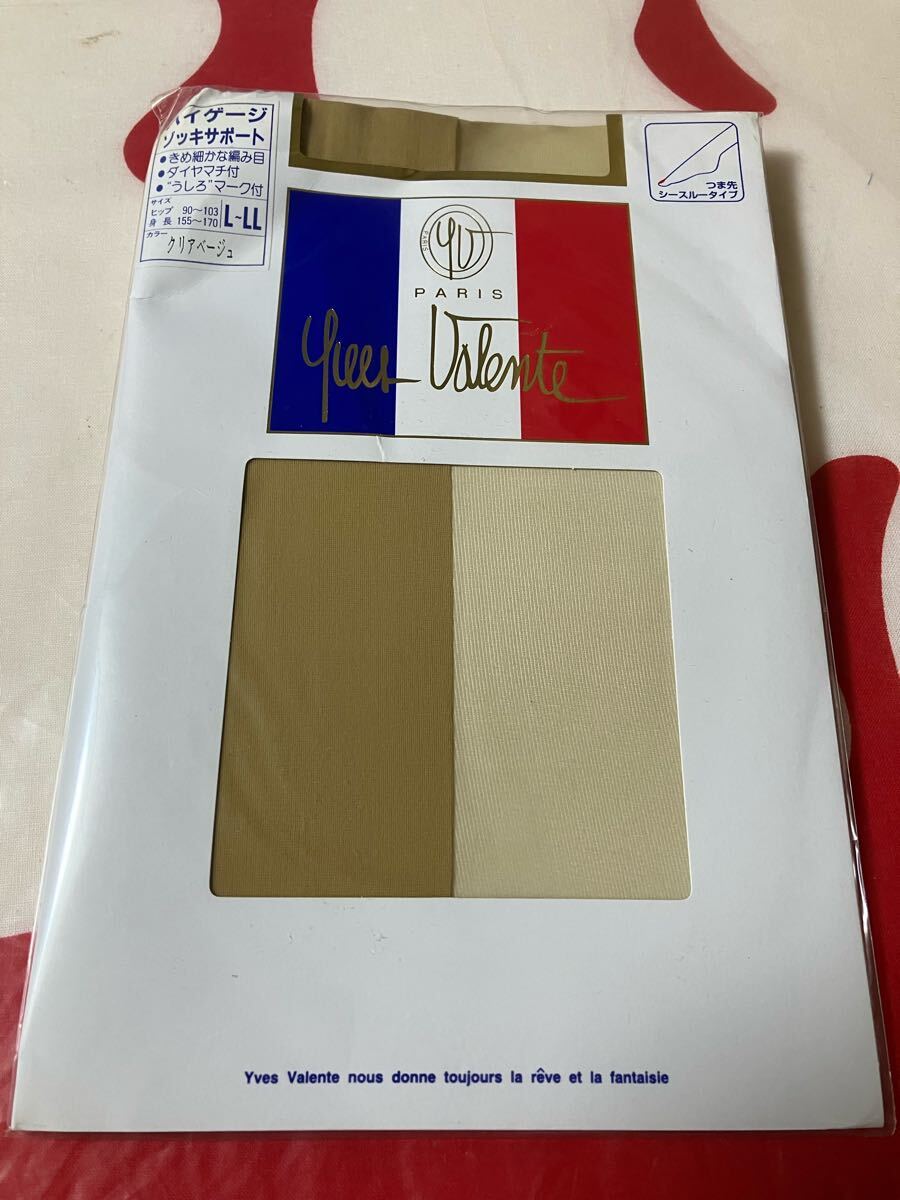 ハイゲージ
ゾッキサポート
●きめ細かな編み目
●ダイヤマチ付
●"うしろ"マーク付
サイズ
ヒップ 90〜103
身長 155〜170
L~LL
カラー
クリアベージュ
つま先
シースルータイプ
YV
PARIS
PARIS
Yves Valente
Yves Valente nous donne toujours la rêve et la fantaisie